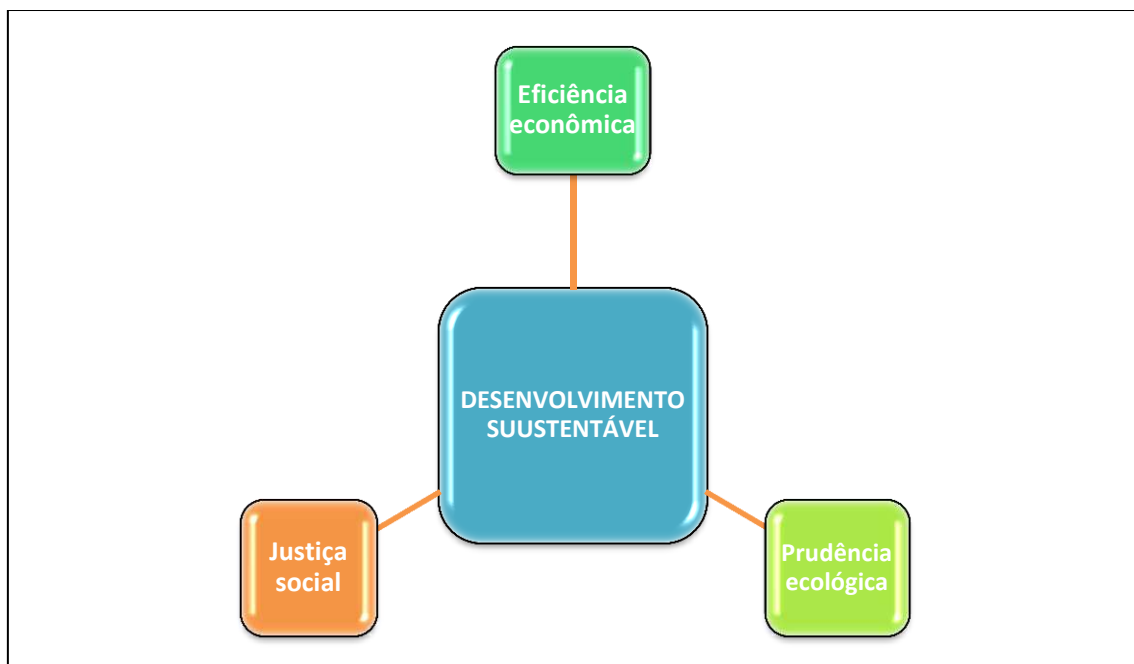 Eficiência
econômica
DESENVOLVIMENTO
SUUSTENTÁVEL
Justiça
social
Prudência
ecológica